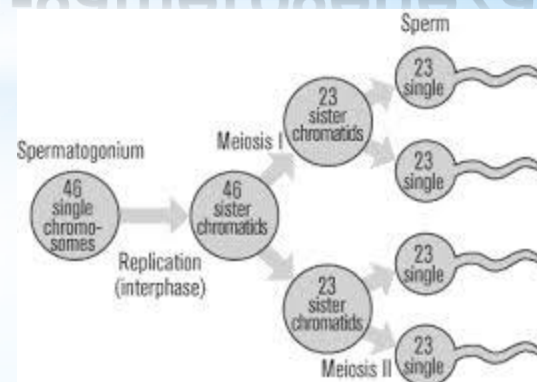 Sperm
23
single
23
sister
chromatids
Meiosis I
23
single
Spermatogonium
46
single
chromo-
somes
46
sister
chromatids
Replication
(interphase)
23
single
23
sister
chromatids
Meiosis II
23
single